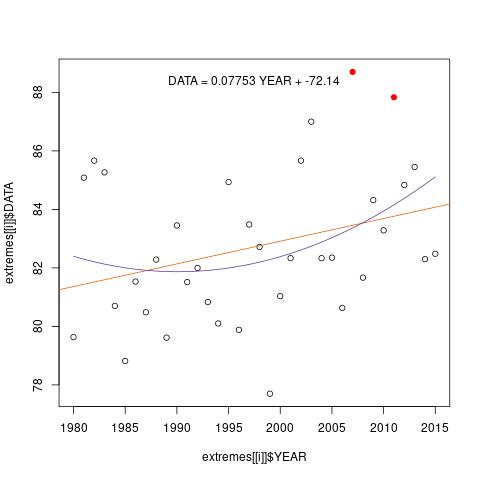 DATA = 0.07753 YEAR + -72.14
extremes[[i]]$DATA
88
86
84
82
80
78
1980 1985 1990 1995 2000 2005 2010 2015
extremes[[i]]$YEAR